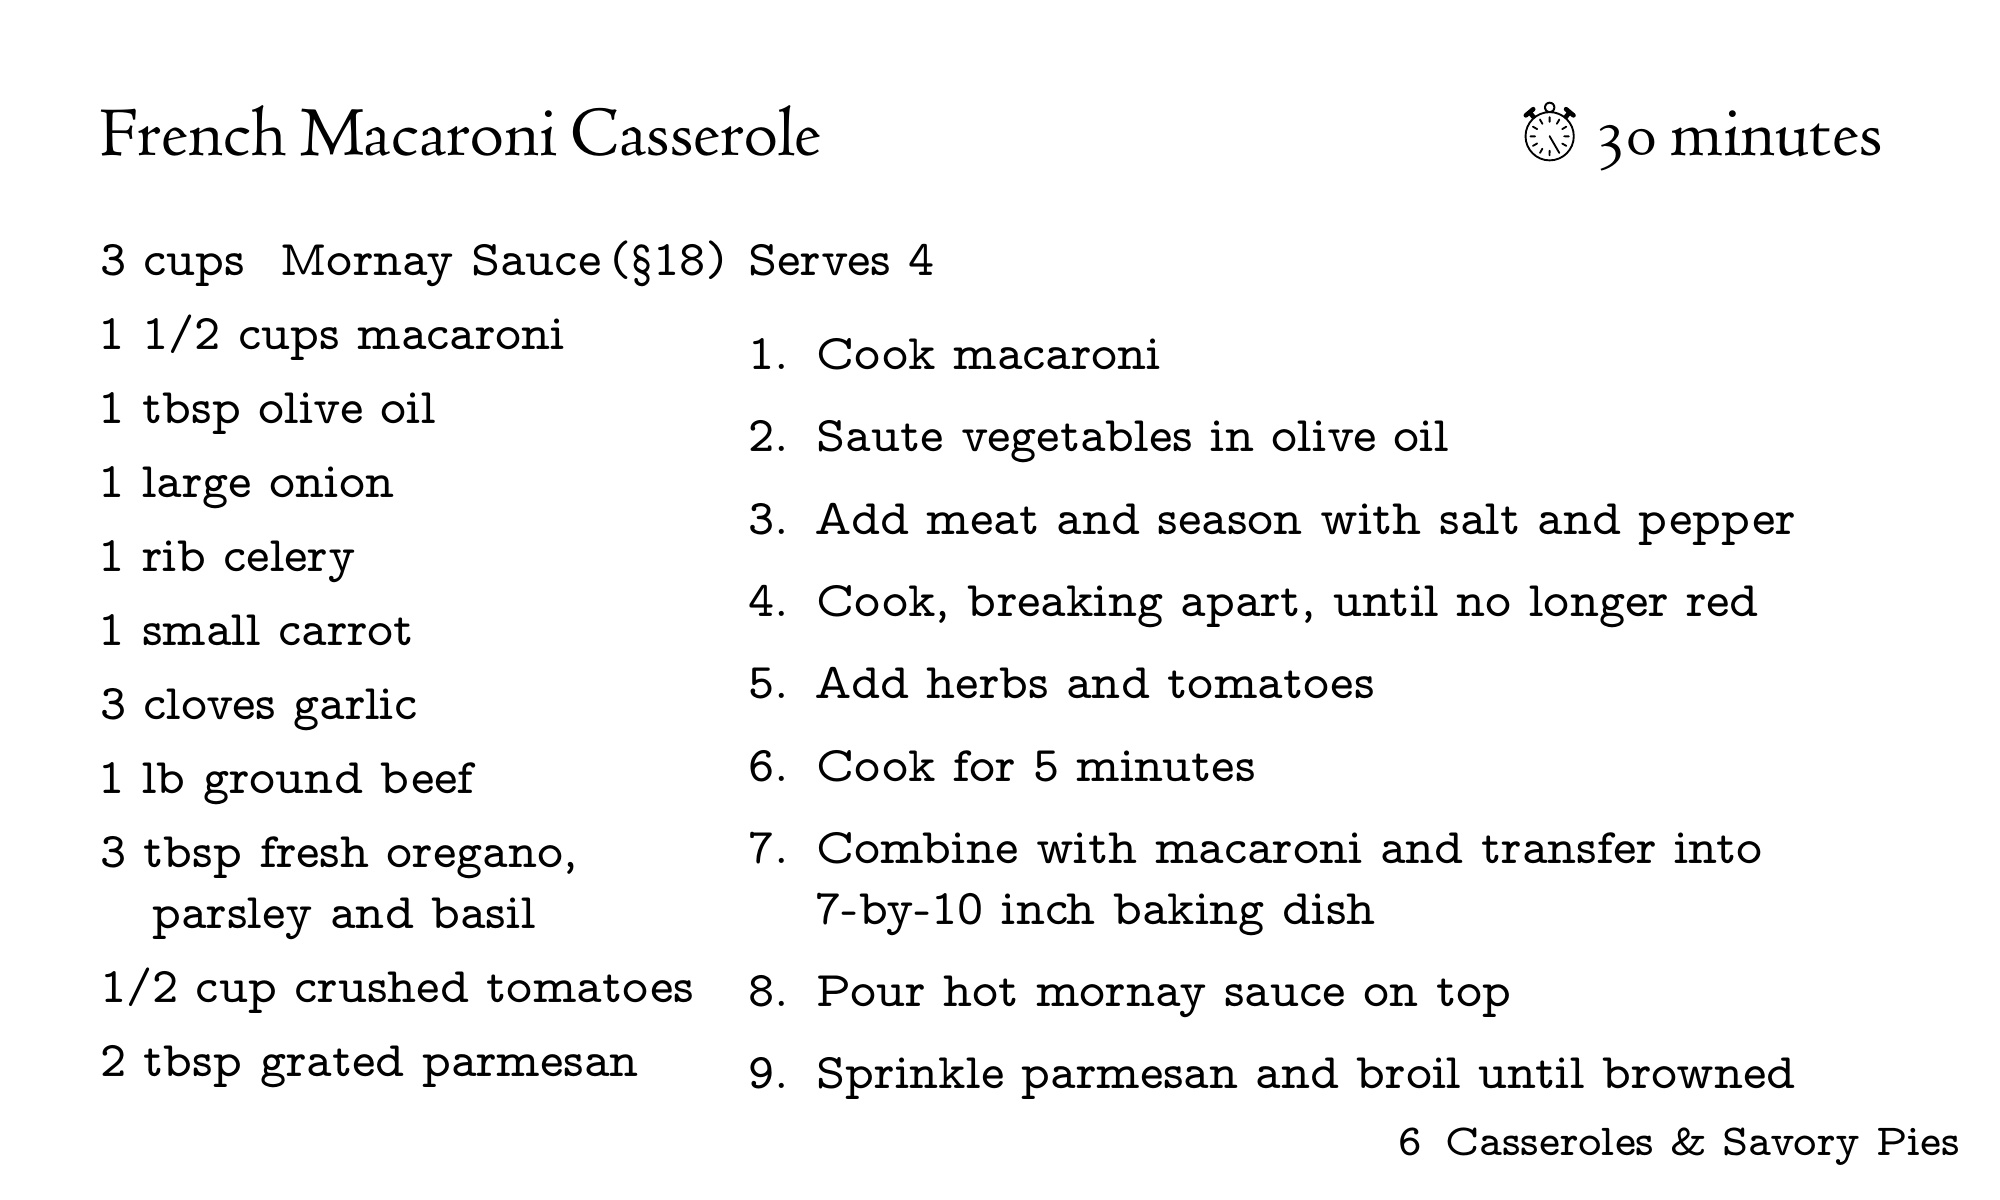 French Macaroni Casserole
30 minutes
3 cups Mornay Sauce (§18)
1 1/2 cups macaroni
1 tbsp olive oil
1 large onion
1 rib celery
1 small carrot
3 cloves garlic
1 lb ground beef
3 tbsp fresh oregano,
parsley and basil
1/2 cup crushed tomatoes
2 tbsp grated parmesan
Serves 4
1. Cook macaroni
2. Saute vegetables in olive oil
3. Add meat and season with salt and pepper
4. Cook, breaking apart, until no longer red
5. Add herbs and tomatoes
6. Cook for 5 minutes
7. Combine with macaroni and transfer into
7-by-10 inch baking dish
8. Pour hot mornay sauce on top
9. Sprinkle parmesan and broil until browned
6 Casseroles & Savory Pies